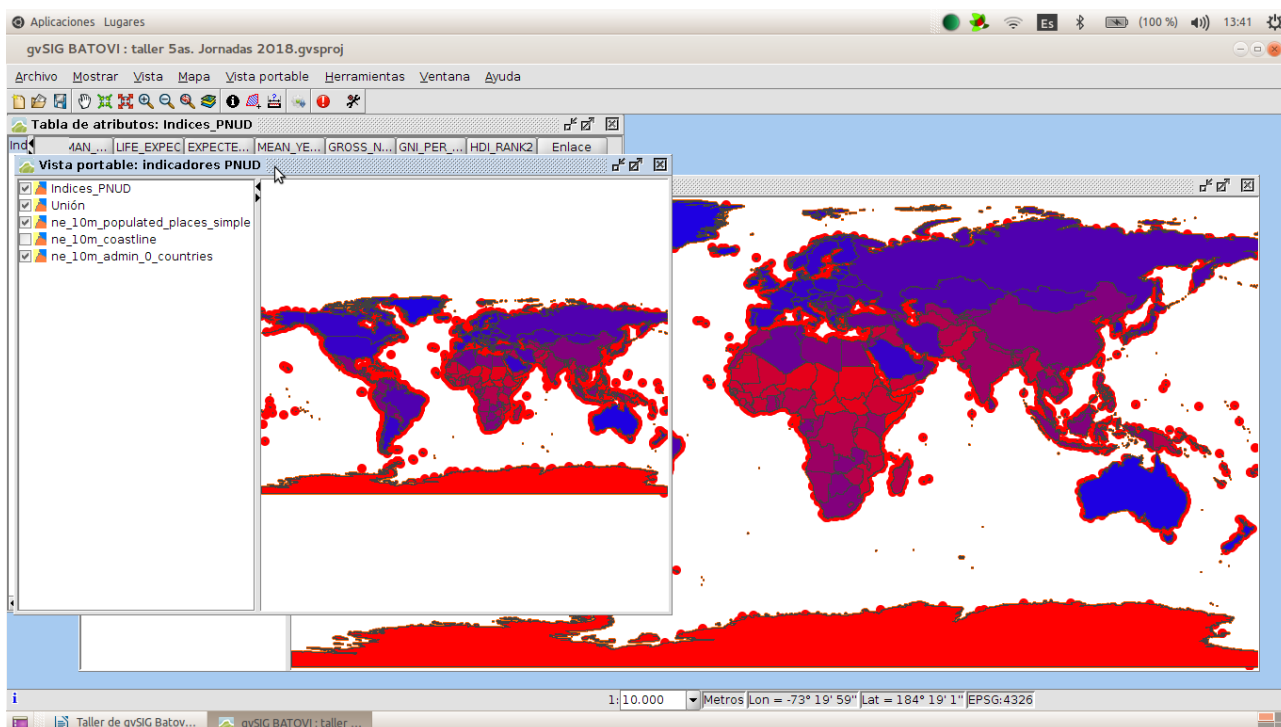 Aplicaciones Lugares
Es (100 %) 13:41
gvSIG BATOVI : taller 5as. Jornadas 2018.gvsproj
Archivo Mostrar Vista Mapa Vista portable Herramientas Ventana Ayuda
Tabla de atributos: Indices_PNUD
Ind MAN_... LIFE_EXPEC EXPECTE... MEAN_YE... GROSS_N... GNI_PER_... HDI_RANK2 Enlace
Vista portable: indicadores PNUD
Indices_PNUD
Unión
ne_10m_populated_places_simple
ne_10m_coastline
ne_10m_admin_0_countries
1: 10.000 Metros Lon = -73° 19' 59" Lat = 184° 19' 1" EPSG:4326
Taller de gvSIG Batov... gvSIG BATOVI : taller ...